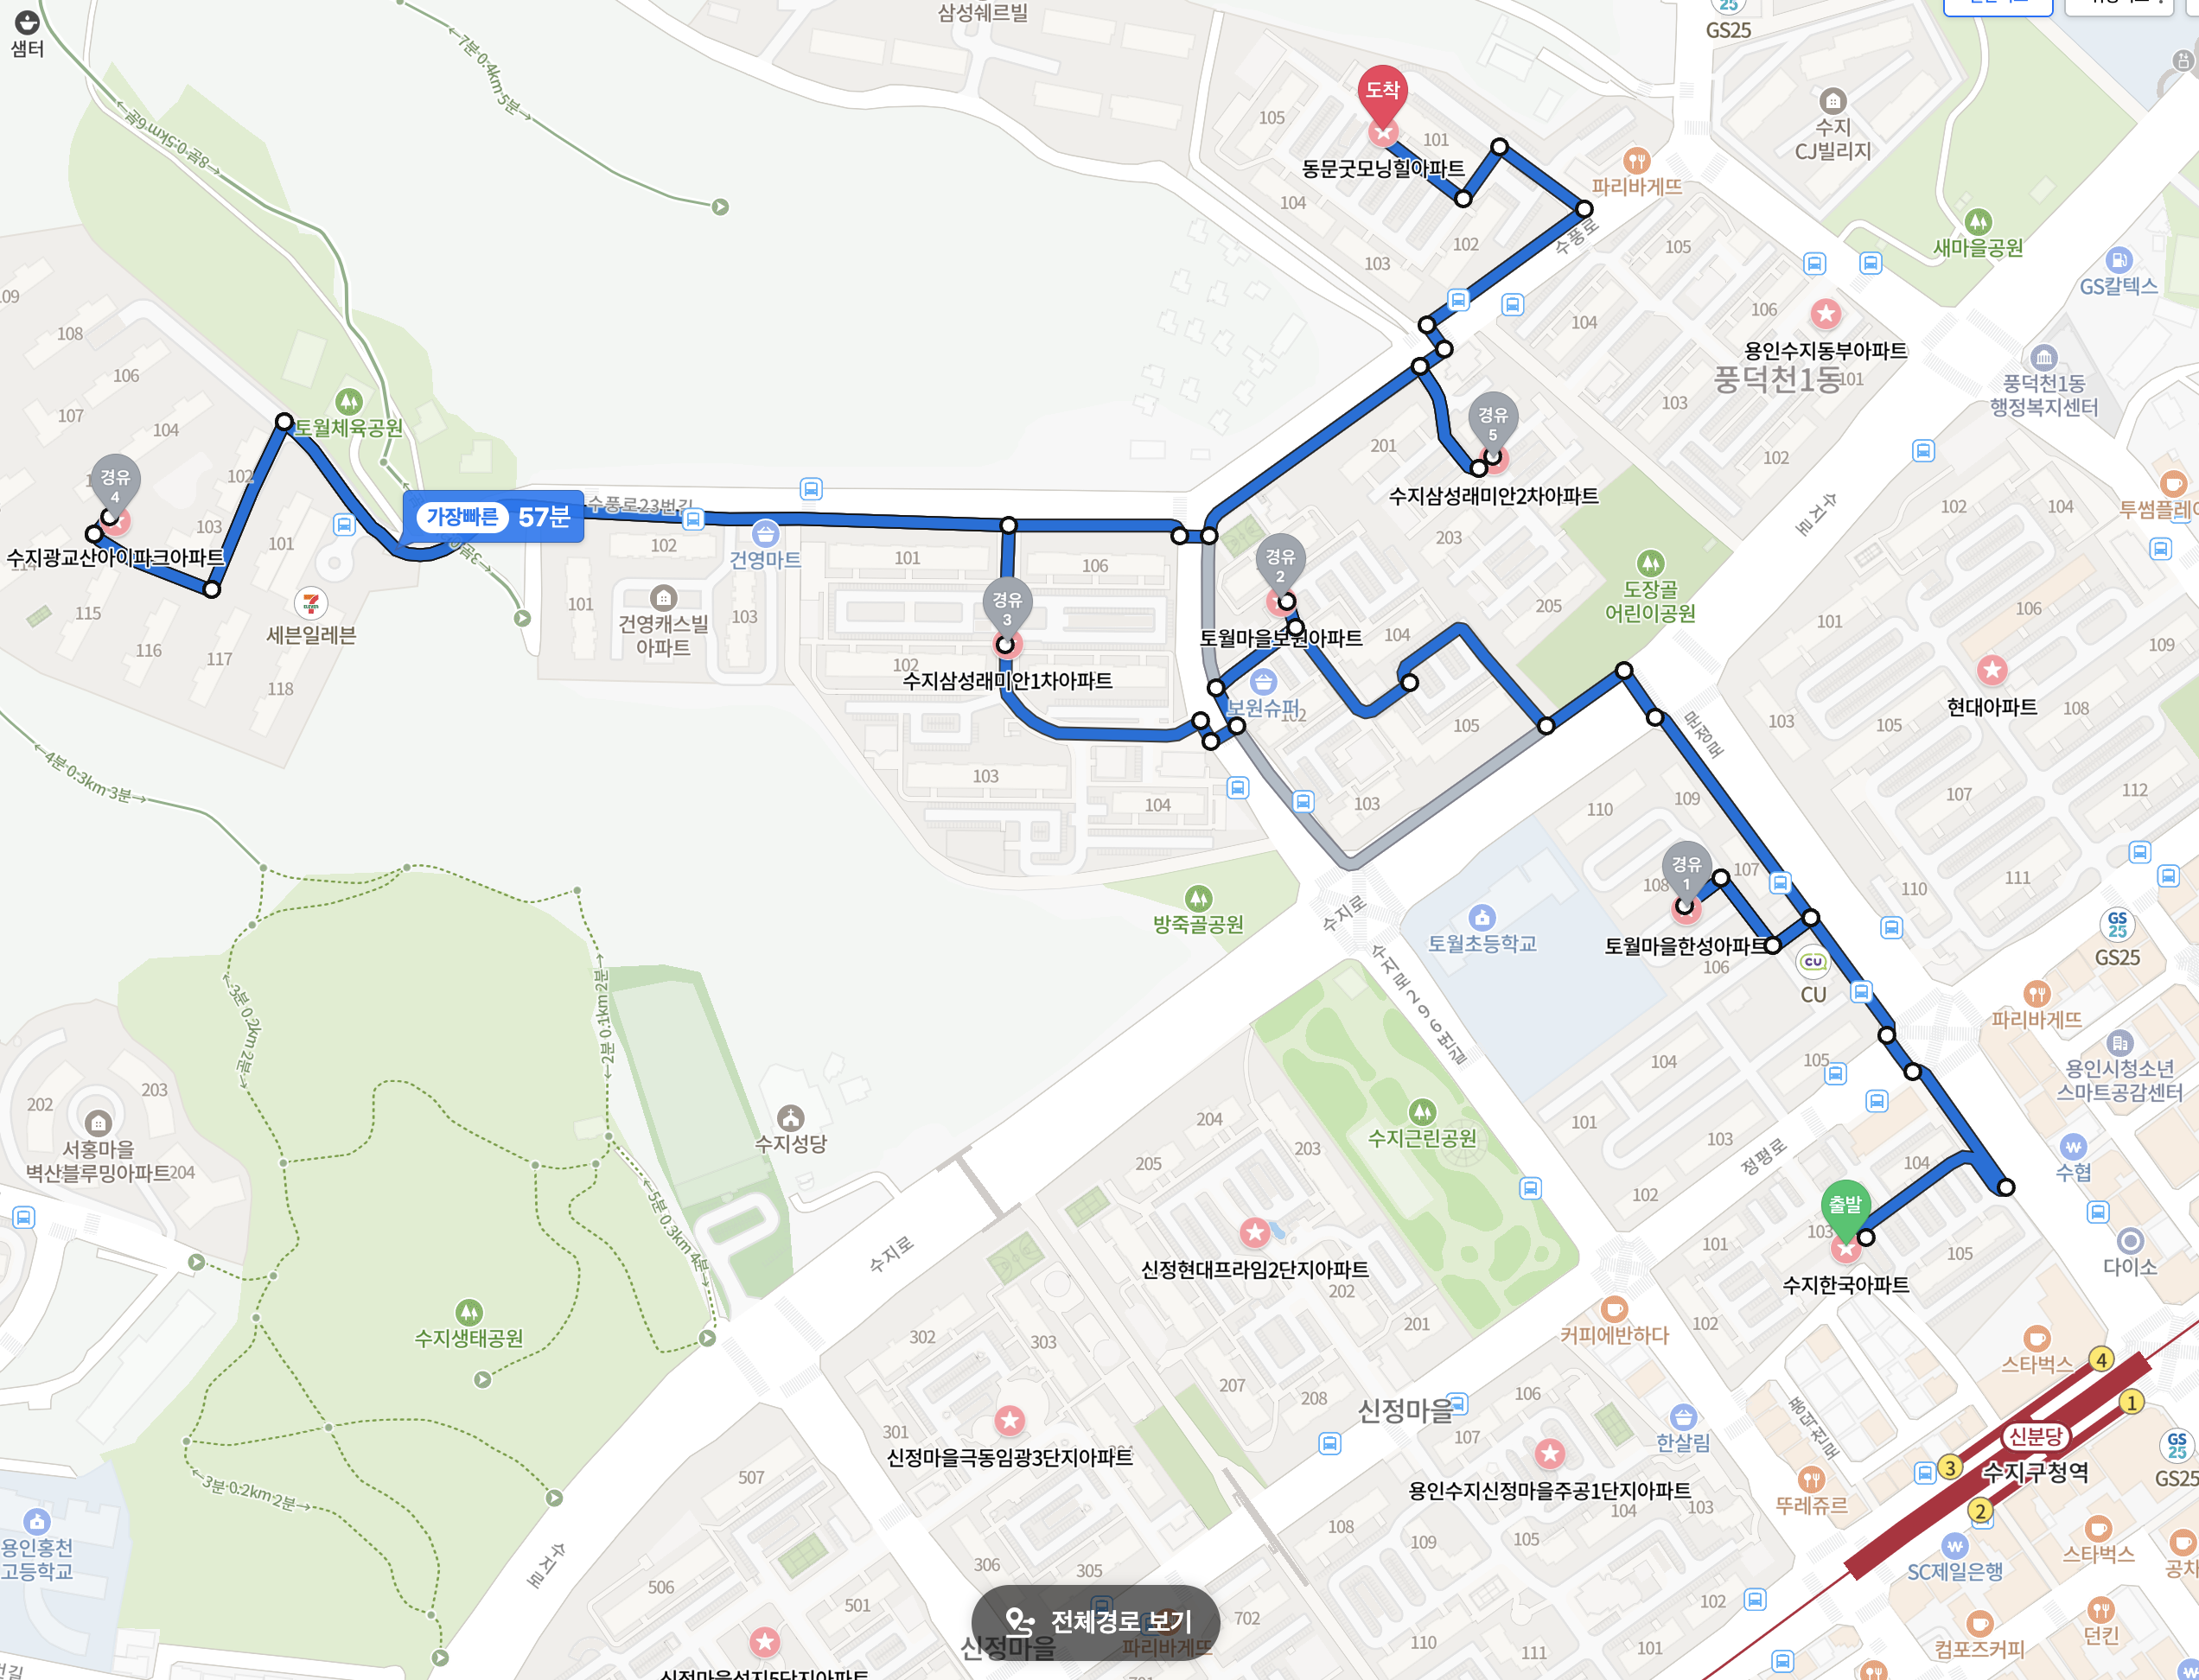 샘터
←7분 0.4km 5분→
←8분 0.5km 6분→
삼성쉐르빌
25
GS25
도착
105
101
동문굿모닝힐아파트
104
102
103
파리바게뜨
수지
CJ빌리지
수풍로
새마을공원
GS칼텍스
105
106
용인수지동부아파트
풍덕천1동
101
104
103
102
풍덕천1동
행정복지센터
투썸플레이
수지로
109
108
106
107
104
102
103
101
토월체육공원
경유
4
수지광교산아이파크아파트
115
116
117
118
세븐일레븐
가장빠른 57분
수풍로23번길
건영마트
102
101
103
건영캐스빌
아파트
101
106
경유
3
102
수지삼성래미안1차아파트
103
104
201
경유
5
수지삼성래미안2차아파트
203
205
경유
2
토월마을보원아파트
104
보원슈퍼
102
105
103
도장골
어린이공원
문정로
102
104
101
106
109
현대아파트
103
105
108
107
112
111
110
110
109
경유
1
107
108
토월마을한성아파트
106
CU
GS25
파리바게뜨
용인시청소년
스마트공감센터
토월초등학교
방죽골공원
수지로
수지로296번길
104
105
101
103
102
정평로
수협
다이소
104
출발
103
101
105
수지한국아파트
102
스타벅스
4
1
신분당
수지구청역
3
2
GS25
풍덕천로
뚜레쥬르
SC제일은행
스타벅스
공차
컴포즈커피
던킨
←4분 0.3km 3분→
←3분 0.2km 2분→
←2분 0.1km 2분→
←5분 0.3km 4분→
←3분 0.2km 2분→
202
203
서홍마을
벽산블루밍아파트
204
수지성당
수지생태공원
용인홍천
고등학교
수지로
수지로
204
203
205
신정현대프라임2단지아파트
202
201
207
208
수지근린공원
커피에반하다
302
303
301
신정마을극동임광3단지아파트
306
305
신정마을
106
107
한살림
용인수지신정마을주공1단지아파트
104
103
105
109
108
102
101
110
111
507
506
501
702
신정마을성지5단지아파트
신정마을
파리바게뜨
전체경로 보기